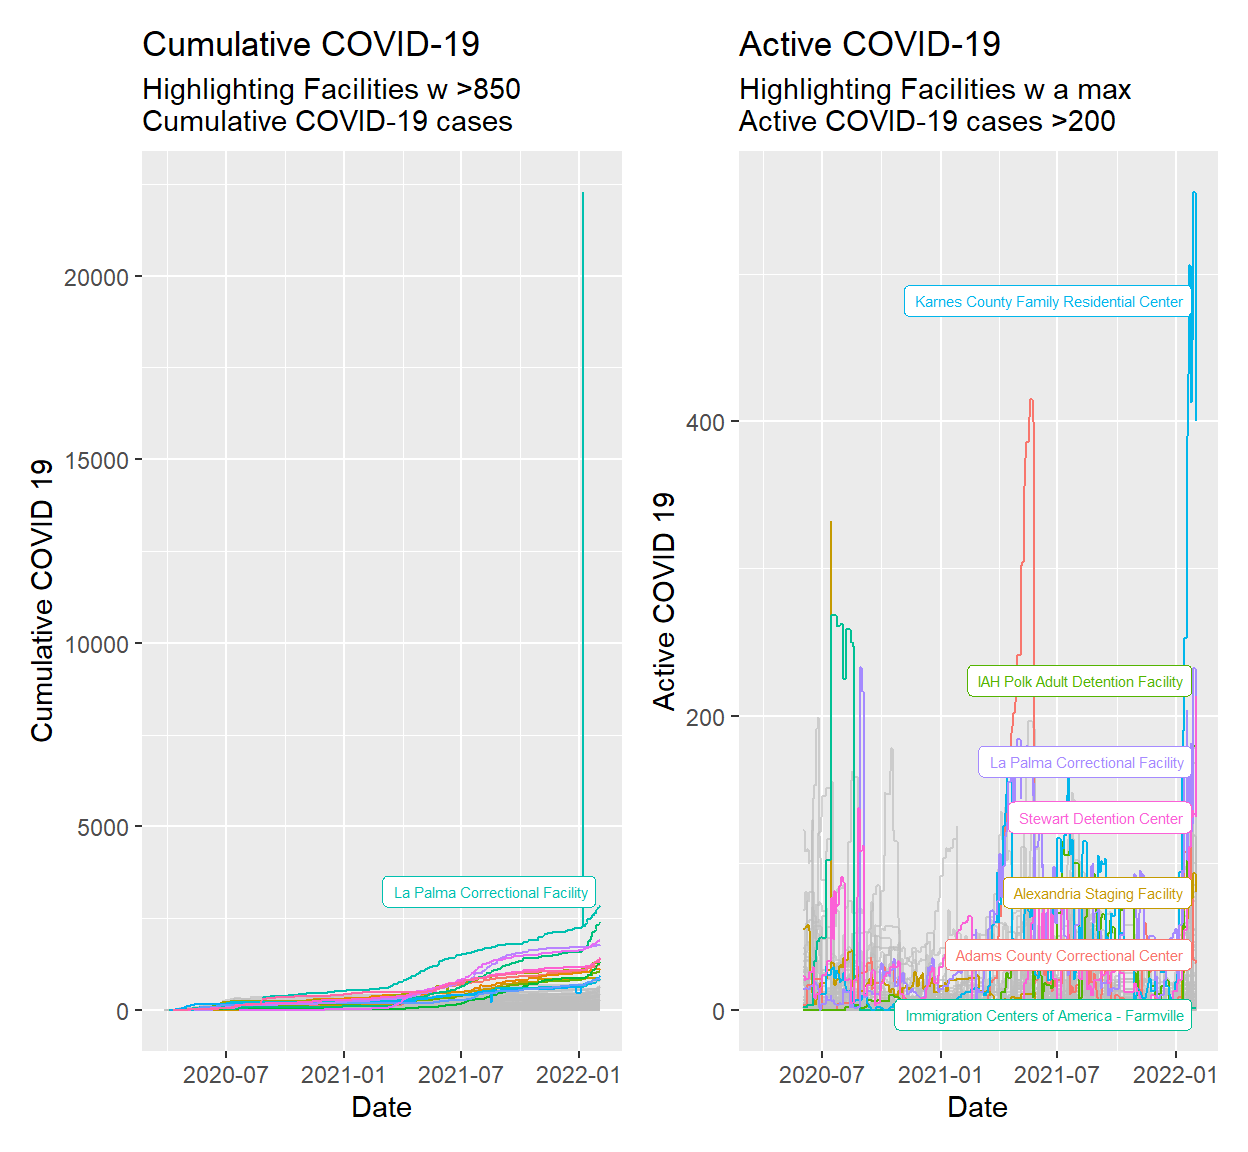 Cumulative COVID-19
Highlighting Facilities w >850
Cumulative COVID-19 cases
Cumulative COVID 19
20000
15000
10000
5000
0
La Palma Correctional Facility
2020-07
2021-01
2021-07
2022-01
Date
Active COVID-19
Highlighting Facilities w a max
Active COVID-19 cases >200
Active COVID 19
400
200
0
Karnes County Family Residential Center
IAH Polk Adult Detention Facility
La Palma Correctional Facility
Stewart Detention Center
Alexandria Staging Facility
Adams County Correctional Center
Immigration Centers of America - Farmville
2020-07
2021-01
2021-07
2022-01
Date